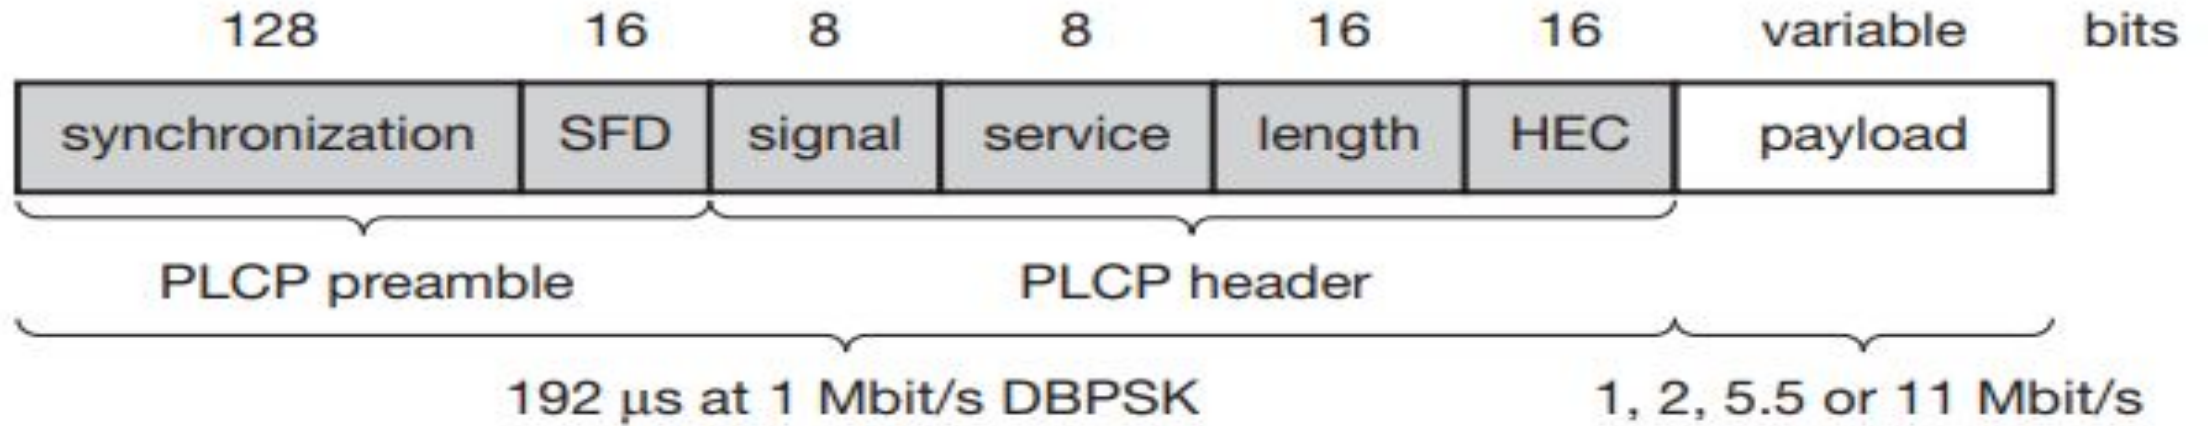 128 16 8 8 16 16 variable bits
synchronization SFD signal service length HEC payload
PLCP preamble PLCP header
192 μs at 1 Mbit/s DBPSK 1, 2, 5.5 or 11 Mbit/s